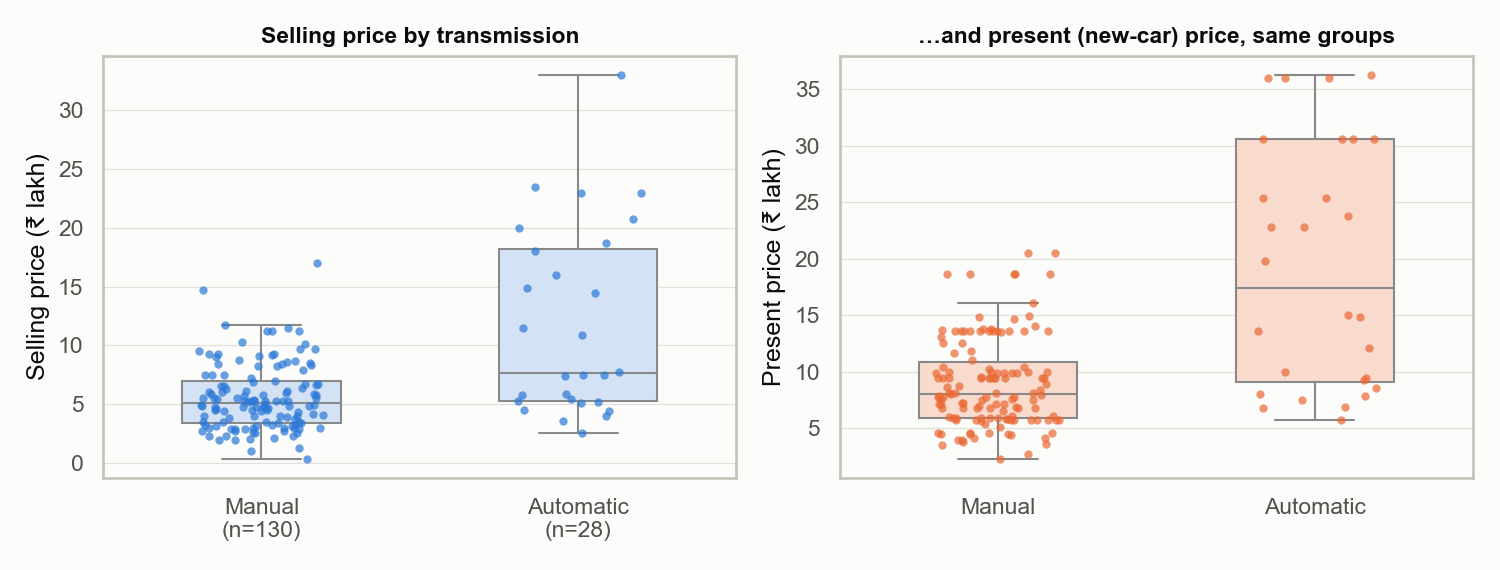 Selling price by transmission
Selling price (₹ lakh)
30
25
20
15
10
5
0
Manual
(n=130)
Automatic
(n=28)
…and present (new-car) price, same groups
Present price (₹ lakh)
35
30
25
20
15
10
5
Manual
Automatic